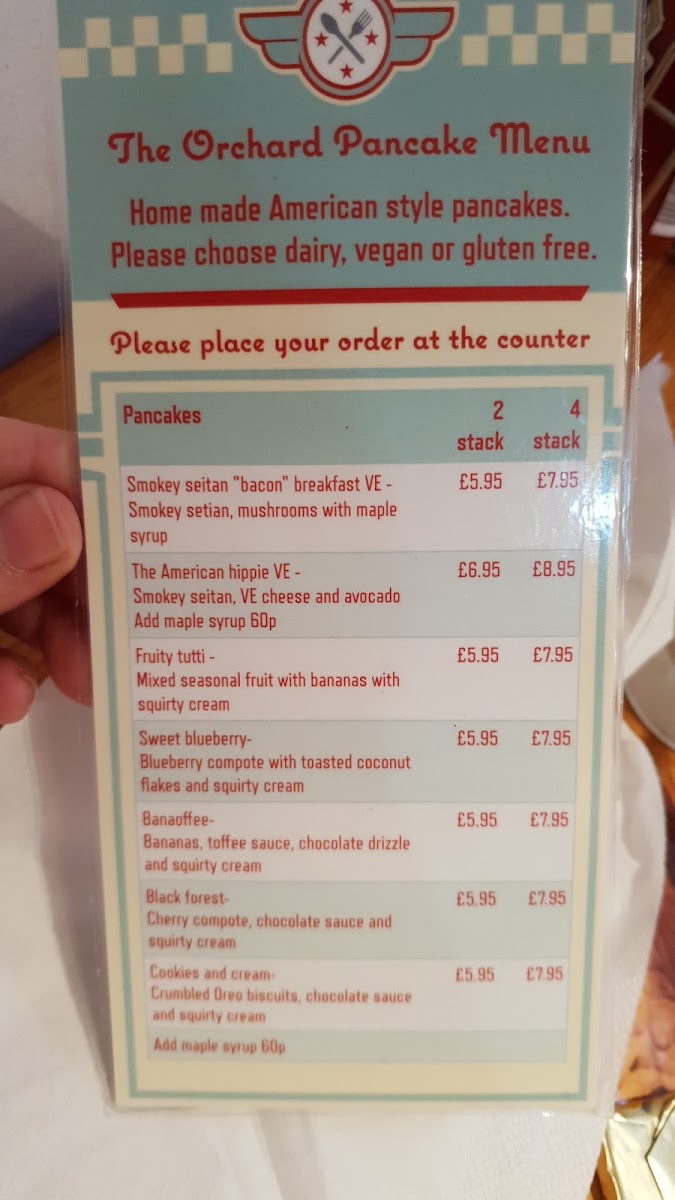 The Orchard Pancake Menu
Home made American style pancakes.
Please choose dairy, vegan or gluten free.
Please place your order at the counter
Pancakes 2 4
stack stack
Smokey seitan "bacon" breakfast VE - £5.95 £7.95
Smokey setian, mushrooms with maple
syrup
The American hippie VE - £6.95 £8.95
Smokey seitan, VE cheese and avocado
Add maple syrup 60p
Fruity tutti - £5.95 £7.95
Mixed seasonal fruit with bananas with
squirty cream
Sweet blueberry- £5.95 £7.95
Blueberry compote with toasted coconut
flakes and squirty cream
Banaoffee- £5.95 £7.95
Bananas, toffee sauce, chocolate drizzle
and squirty cream
Black forest- £5.95 £7.95
Cherry compote, chocolate sauce and
squirty cream
Cookies and cream- £5.95 £7.95
Crumbled Oreo biscuits, chocolate sauce
and squirty cream
Add maple syrup 60p